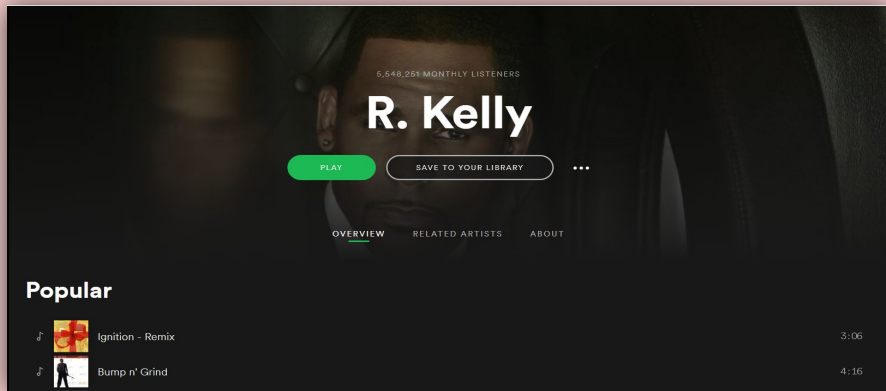 5,548,251 MONTHLY LISTENERS
R. Kelly
PLAY SAVE TO YOUR LIBRARY
OVERVIEW RELATED ARTISTS ABOUT
Popular
Ignition - Remix 3:06
Bump n' Grind 4:16